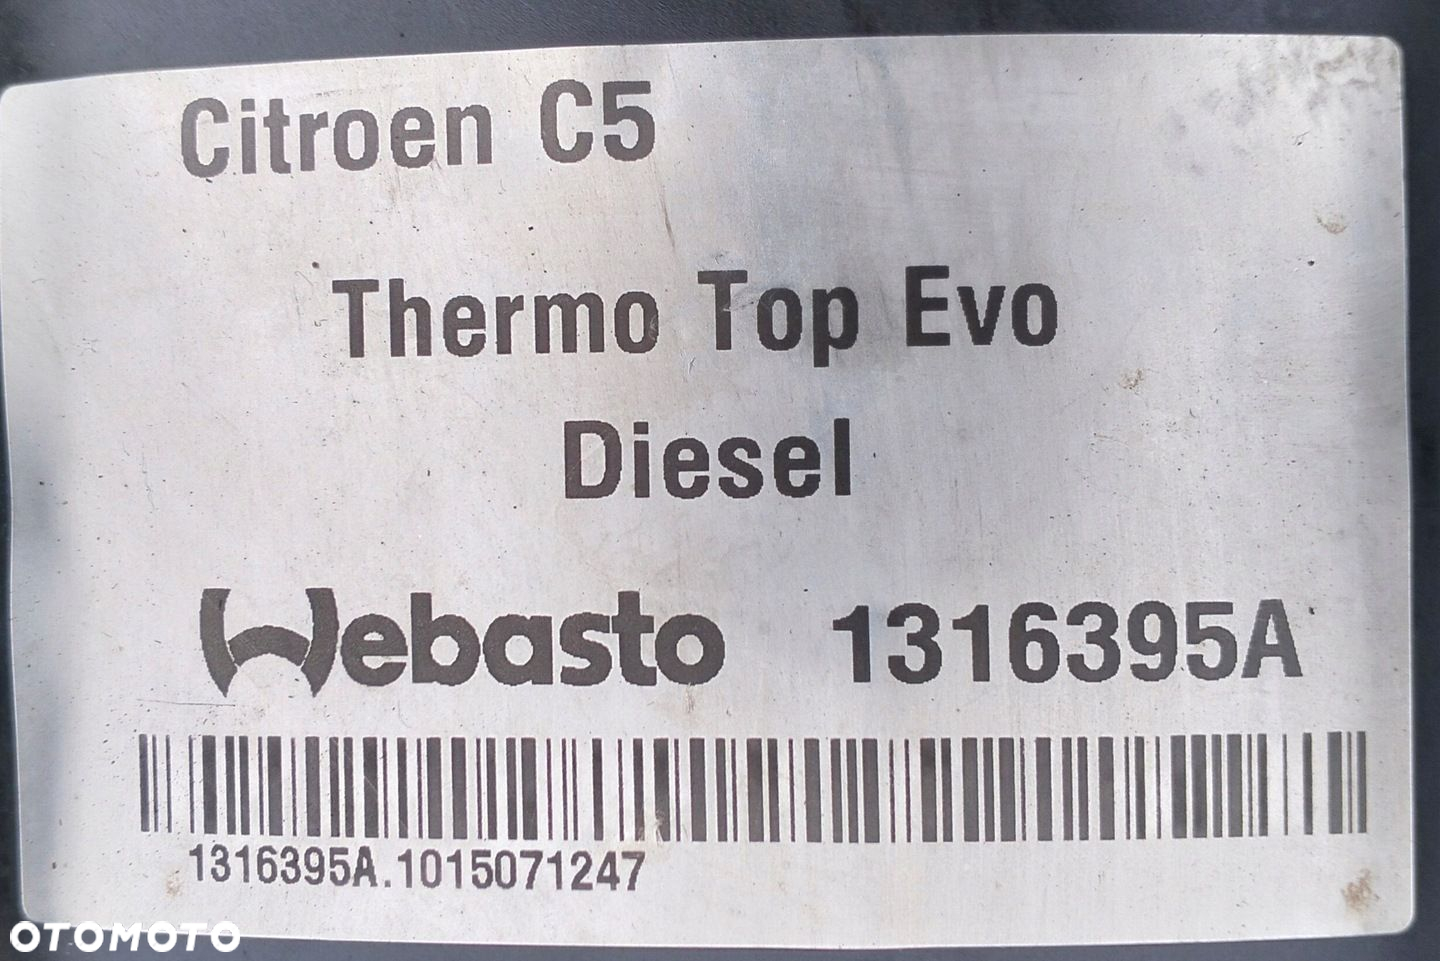 Citroen C5
Thermo Top Evo
Diesel
Webasto 1316395A
1316395A.1015071247
OTOMOTO